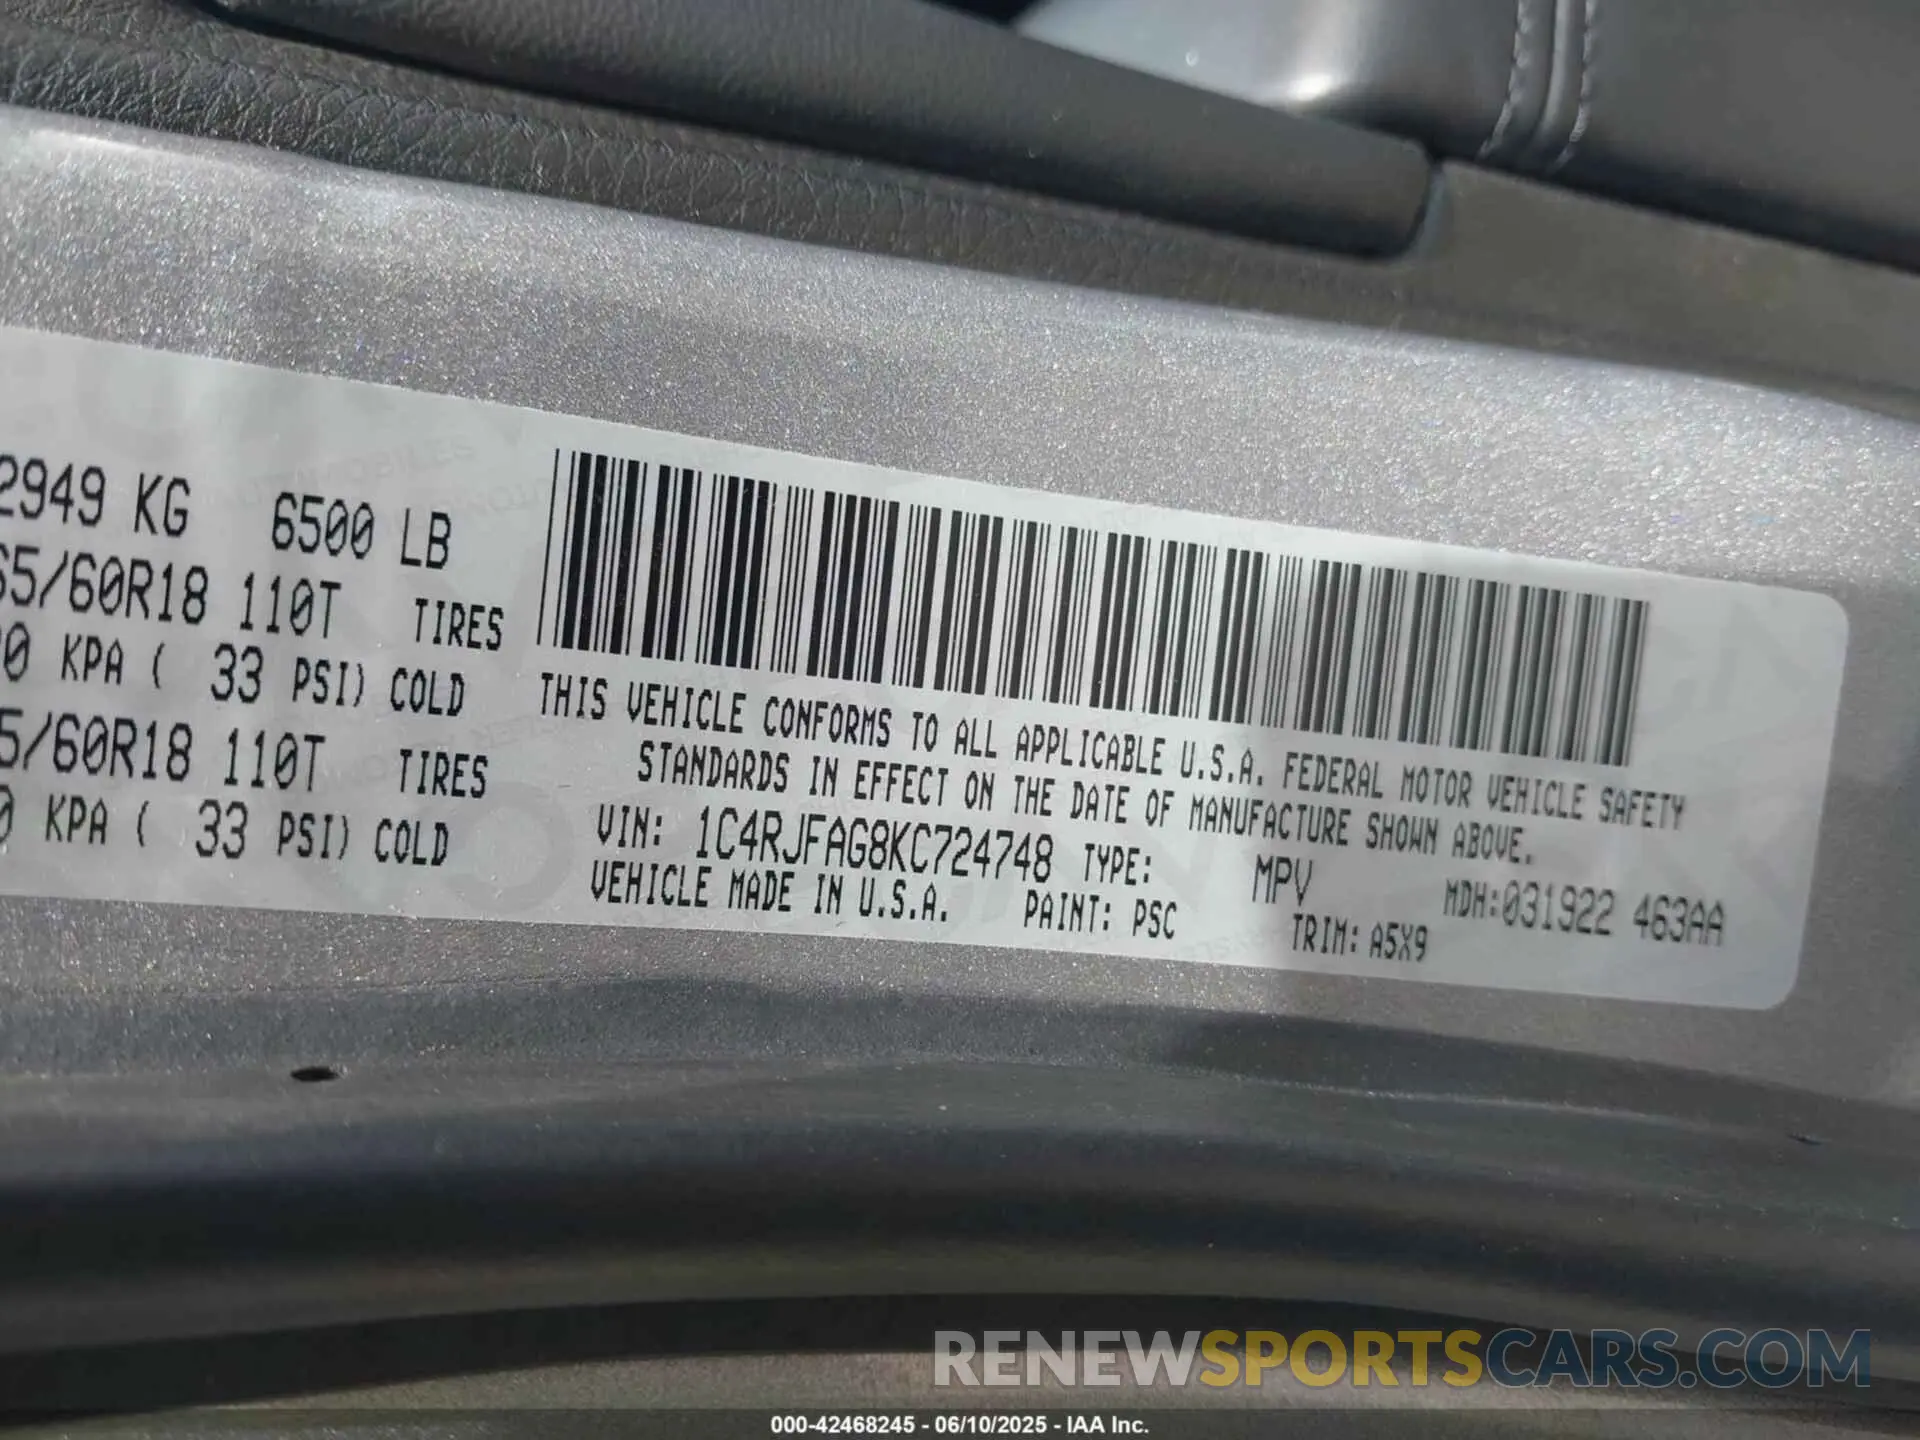 2949 KG 6500 LB
65/60R18 110T TIRES
0 KPA ( 33 PSI) COLD
5/60R18 110T TIRES
0 KPA ( 33 PSI) COLD
THIS VEHICLE CONFORMS TO ALL APPLICABLE U.S.A. FEDERAL MOTOR VEHICLE SAFETY
STANDARDS IN EFFECT ON THE DATE OF MANUFACTURE SHOWN ABOVE.
VIN: 1C4RJFAG8KC724748 TYPE: MPV MDH:031922 463AA
VEHICLE MADE IN U.S.A. PAINT: PSC TRIM: A5X9
RENEWSPORTSCARS.COM
000-42468245 - 06/10/2025 - IAA Inc.